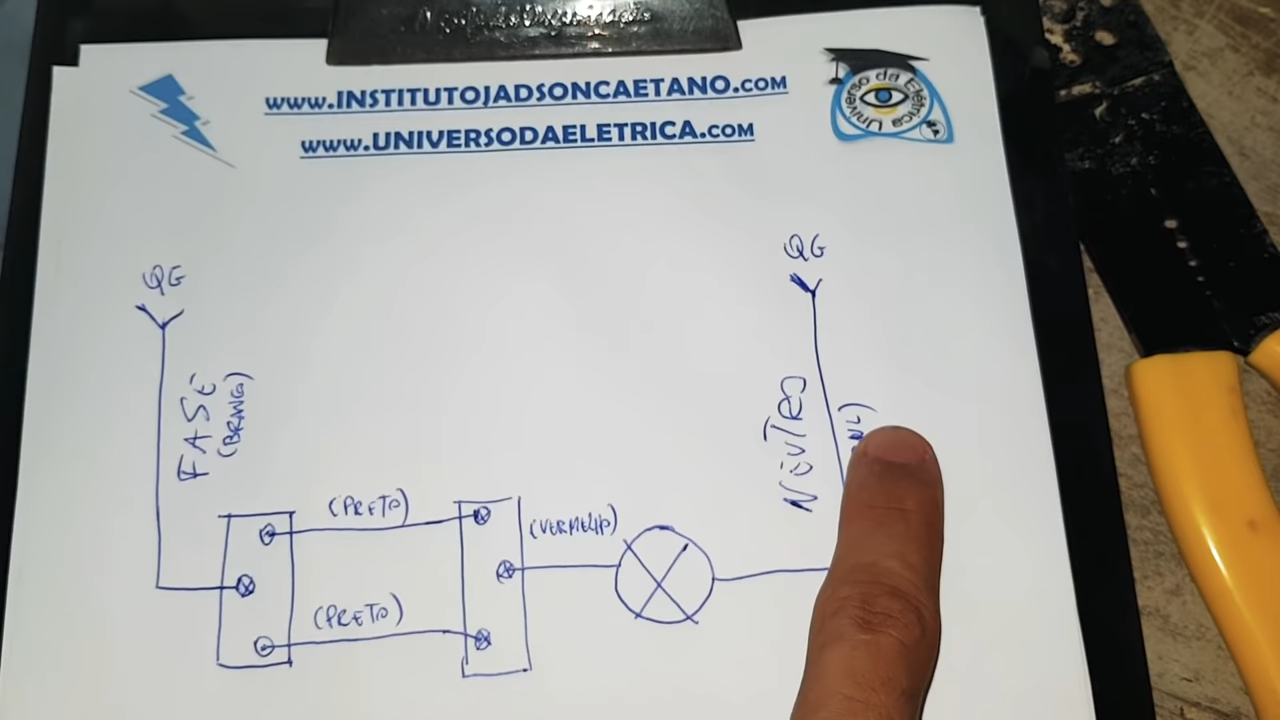 www.INSTITUTOJADSONCAETANO.com
www.UNIVERSODAELETRICA.com
Universo da Elétrica
QG
QG
FASE
(BRANCO)
NEUTRO
(PRETO)
(VERMELHO)
(PRETO)